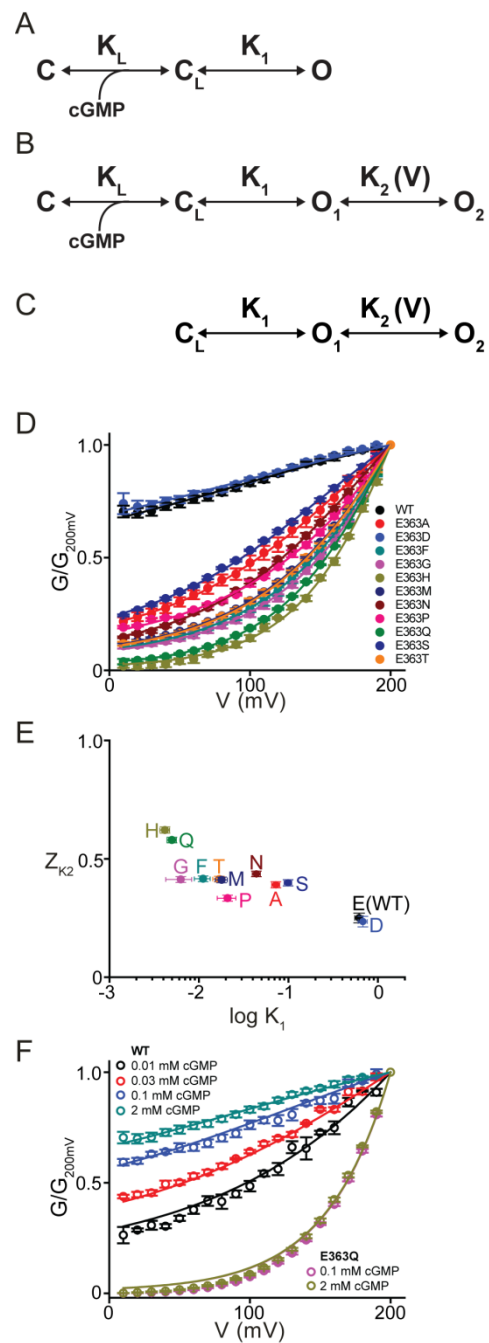 A
K_L K_1
C C_L O
cGMP
B
K_L K_1 K_2 (V)
C C_L O_1 O_2
cGMP
C
K_1 K_2 (V)
C_L O_1 O_2
D
G/G_200mV
1.0
0.5
0
WT
E363A
E363D
E363F
E363G
E363H
E363M
E363N
E363P
E363Q
E363S
E363T
0 100 200
V (mV)
E
Z_K2
1.0
0.5
0
H Q
G F T M N
P A S
E(WT)
D
-3 -2 -1 0
log K_1
F
G/G_200mV
1.0
0.5
0
WT
0.01 mM cGMP
0.03 mM cGMP
0.1 mM cGMP
2 mM cGMP
E363Q
0.1 mM cGMP
2 mM cGMP
0 100 200
V (mV)